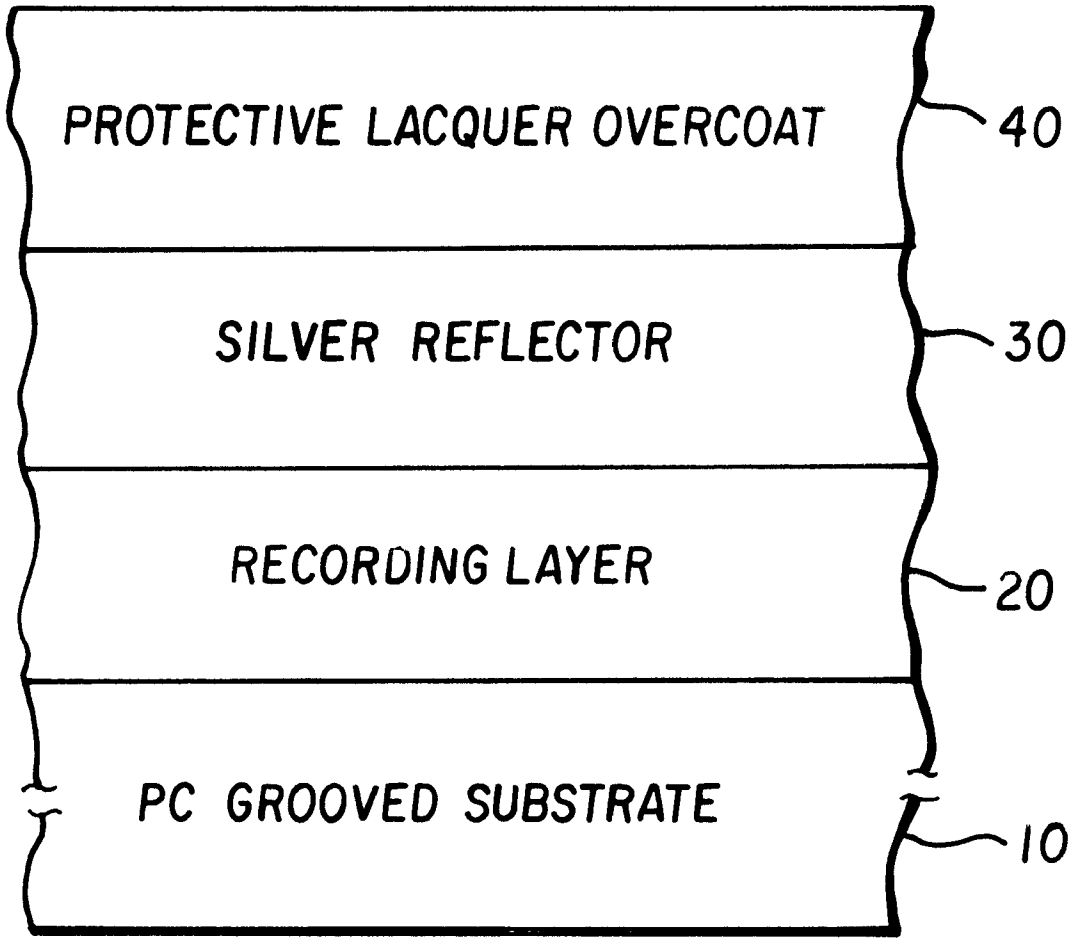 PROTECTIVE LACQUER OVERCOAT
40
SILVER REFLECTOR
30
RECORDING LAYER
20
PC GROOVED SUBSTRATE
10